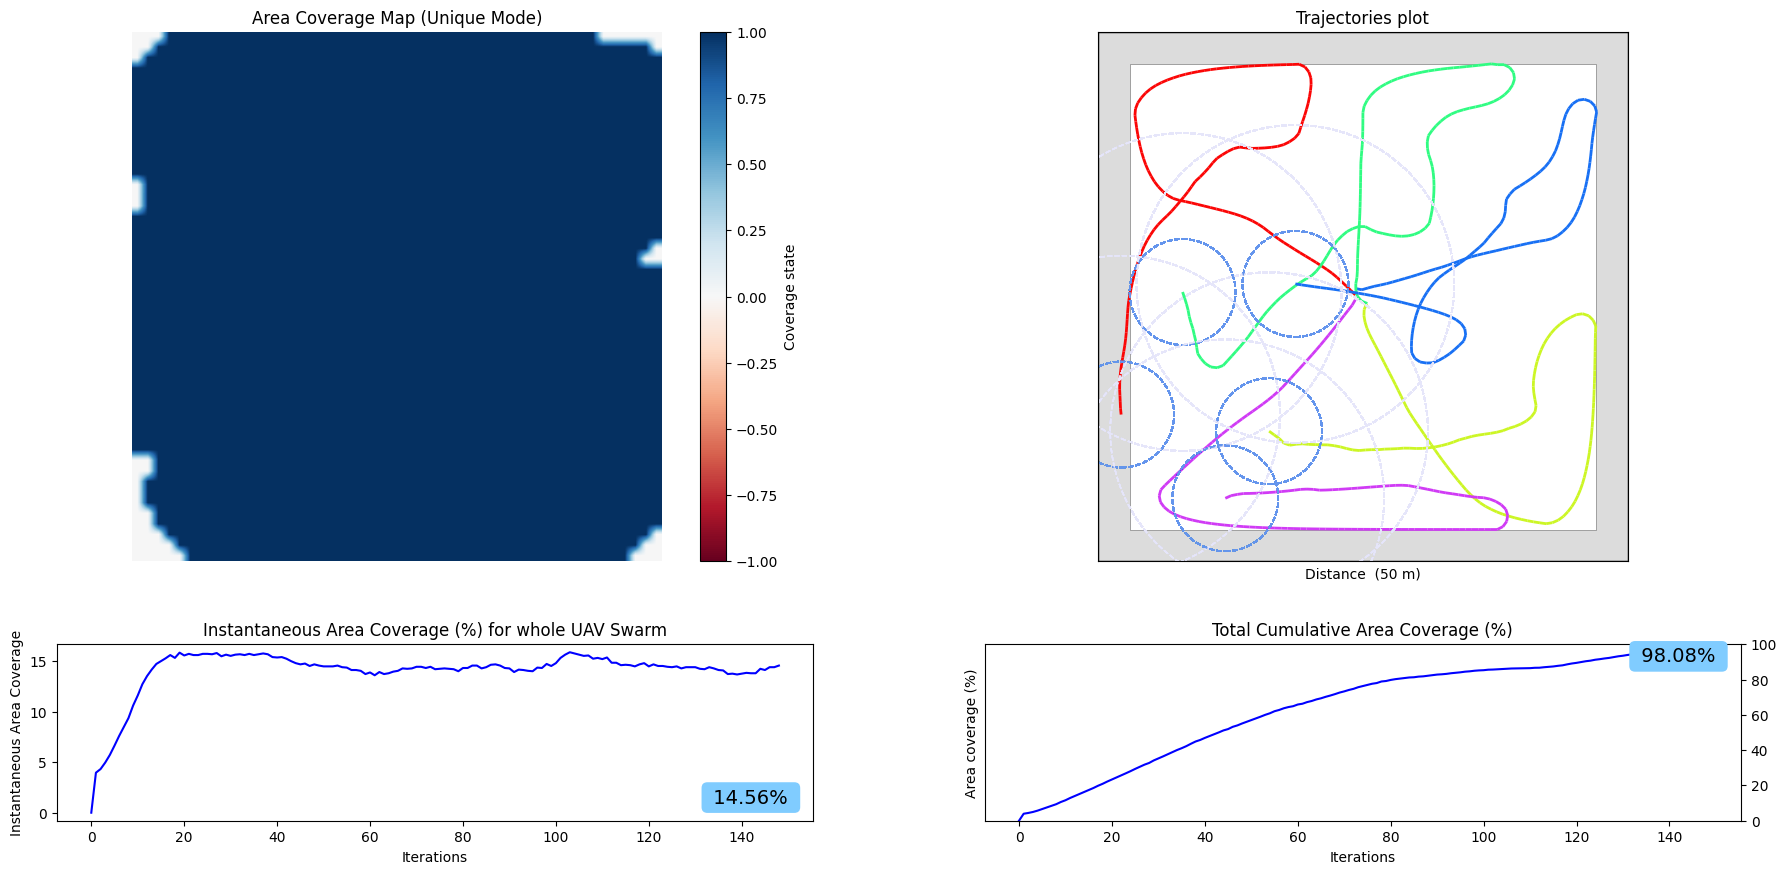 Area Coverage Map (Unique Mode)
1.00
0.75
0.50
0.25
0.00
−0.25
−0.50
−0.75
−1.00
Coverage state
Trajectories plot
Distance  (50 m)
Instantaneous Area Coverage (%) for whole UAV Swarm
Instantaneous Area Coverage
15
10
5
0
14.56%
0 20 40 60 80 100 120 140
Iterations
Total Cumulative Area Coverage (%)
Area coverage (%)
98.08%
100
80
60
40
20
0
0 20 40 60 80 100 120 140
Iterations